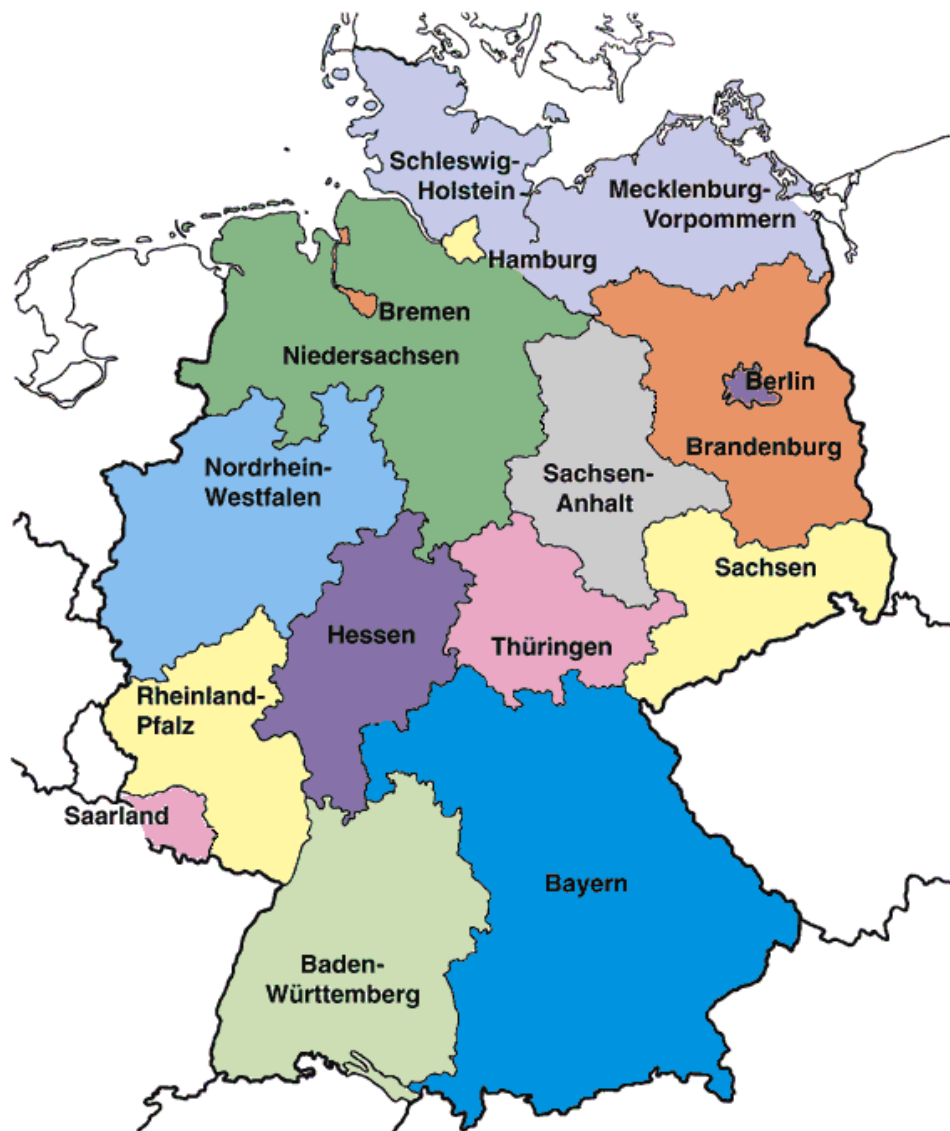 Schleswig-
Holstein
Mecklenburg-
Vorpommern
Hamburg
Bremen
Niedersachsen
Berlin
Brandenburg
Nordrhein-
Westfalen
Sachsen-
Anhalt
Sachsen
Hessen
Thüringen
Rheinland-
Pfalz
Saarland
Bayern
Baden-
Württemberg